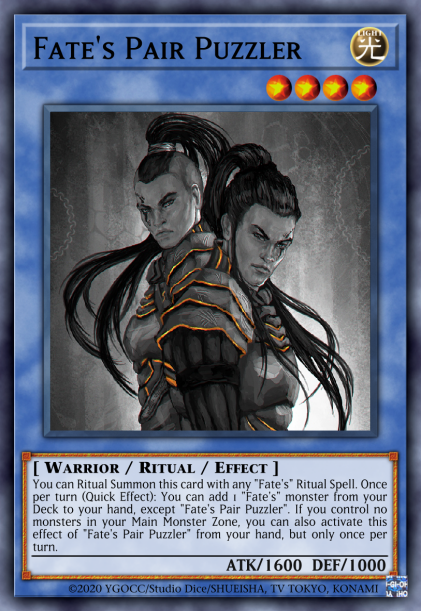 Fate's Pair Puzzler
LIGHT
光
[ Warrior / Ritual / Effect ]
You can Ritual Summon this card with any "Fate's" Ritual Spell. Once
per turn (Quick Effect): You can add 1 "Fate's" monster from your
Deck to your hand, except "Fate's Pair Puzzler". If you control no
monsters in your Main Monster Zone, you can also activate this
effect of "Fate's Pair Puzzler" from your hand, but only once per
turn.
ATK/1600 DEF/1000
©2020 YGOCC/Studio Dice/SHUEISHA, TV TOKYO, KONAMI